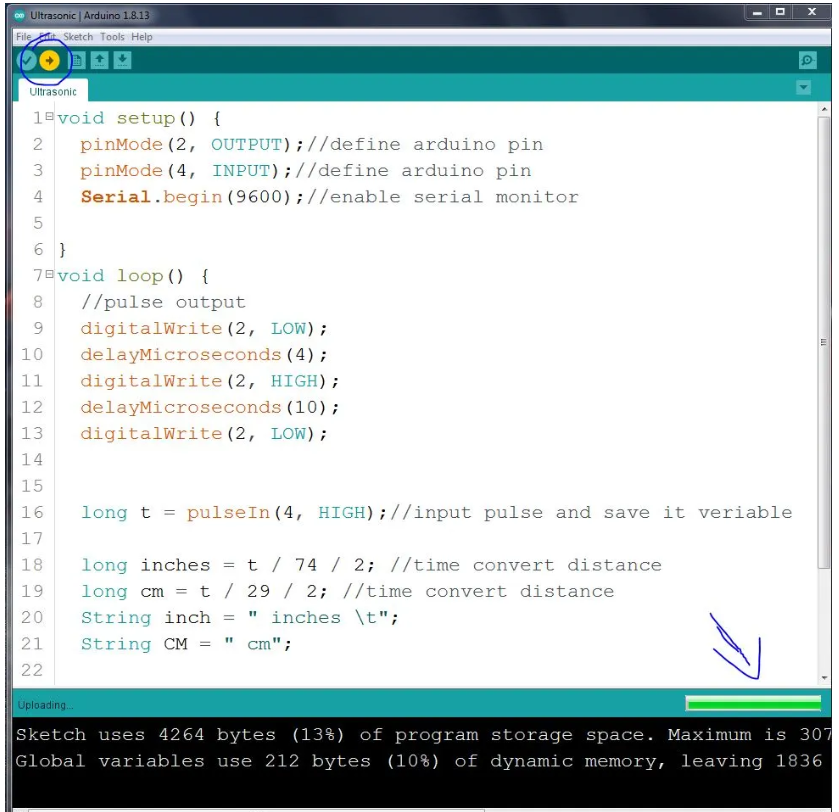 Ultrasonic | Arduino 1.8.13
File Edit Sketch Tools Help
Ultrasonic
1 void setup() {
2 pinMode(2, OUTPUT);//define arduino pin
3 pinMode(4, INPUT);//define arduino pin
4 Serial.begin(9600);//enable serial monitor
5
6 }
7 void loop() {
8 //pulse output
9 digitalWrite(2, LOW);
10 delayMicroseconds(4);
11 digitalWrite(2, HIGH);
12 delayMicroseconds(10);
13 digitalWrite(2, LOW);
14
15
16 long t = pulseIn(4, HIGH);//input pulse and save it veriable
17
18 long inches = t / 74 / 2; //time convert distance
19 long cm = t / 29 / 2; //time convert distance
20 String inch = " inches \t";
21 String CM = " cm";
22
Uploading...
Sketch uses 4264 bytes (13%) of program storage space. Maximum is 307
Global variables use 212 bytes (10%) of dynamic memory, leaving 1836